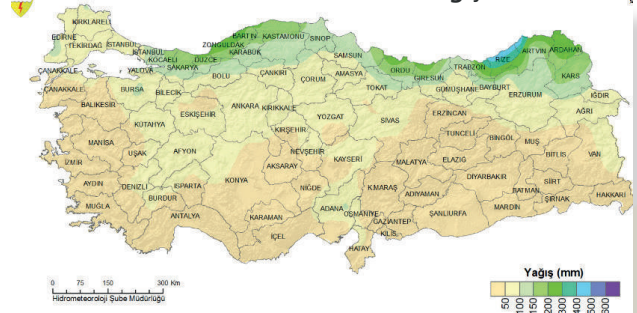 KIRKLARELİ
EDİRNE
TEKİRDAĞ
İSTANBUL
İSTANBUL
KOCAELİ
YALOVA
SAKARYA
DÜZCE
ZONGULDAK
BARTIN
KARABÜK
KASTAMONU
SİNOP
SAMSUN
ORDU
GİRESUN
TRABZON
RİZE
ARTVİN
ARDAHAN
KARS
ÇANAKKALE
ÇANAKKALE
BOLU
ÇANKIRI
ÇORUM
AMASYA
TOKAT
GÜMÜŞHANE
BAYBURT
ERZURUM
IĞDIR
AĞRI
BALIKESİR
BURSA
BİLECİK
ESKİŞEHİR
ANKARA
KIRIKKALE
YOZGAT
SİVAS
ERZİNCAN
TUNCELİ
BİNGÖL
MUŞ
KÜTAHYA
KIRŞEHİR
NEVŞEHİR
KAYSERİ
MALATYA
ELAZIĞ
BİTLİS
VAN
MANİSA
UŞAK
AFYON
KONYA
AKSARAY
NİĞDE
DİYARBAKIR
SİİRT
BATMAN
ŞIRNAK
HAKKARİ
İZMİR
AYDIN
DENİZLİ
ISPARTA
BURDUR
ADANA
K.MARAŞ
ADIYAMAN
MARDİN
MUĞLA
ANTALYA
KARAMAN
İÇEL
OSMANİYE
GAZİANTEP
ŞANLIURFA
KİLİS
HATAY
0 75 150 300 Km
Hidrometeoroloji Şube Müdürlüğü
Yağış (mm)
50
100
150
200
300
400
500
600